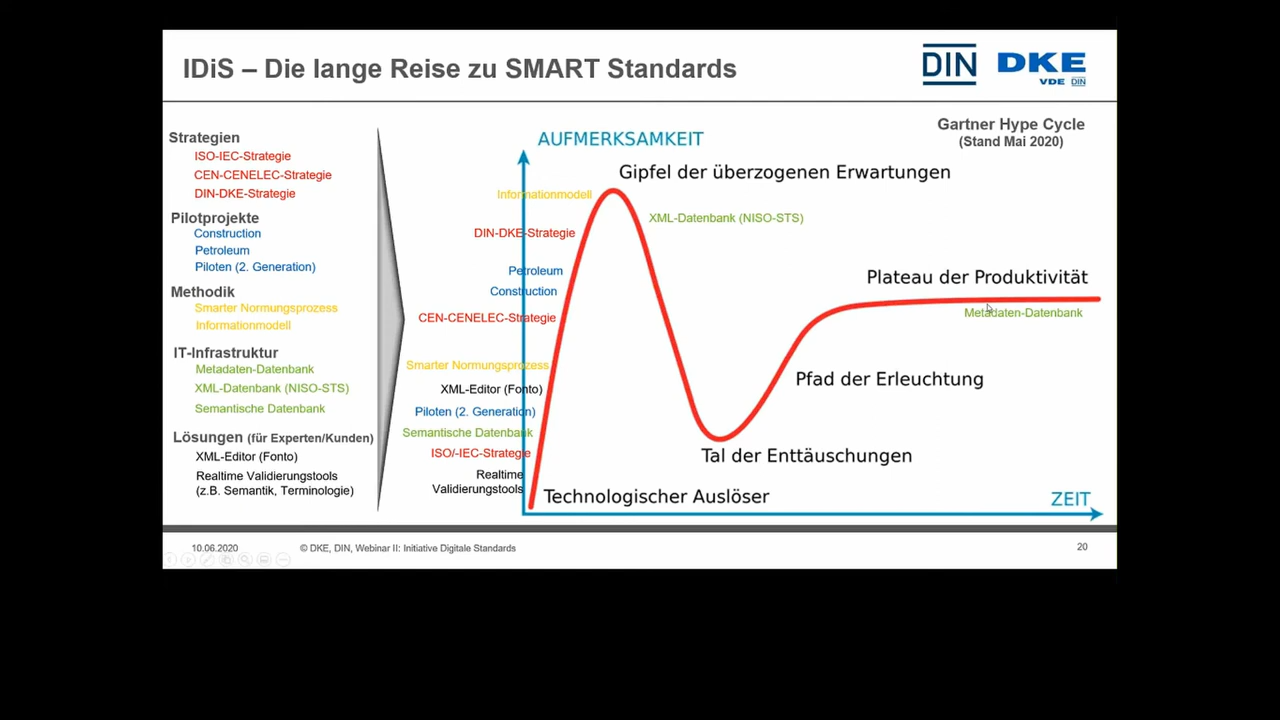 IDiS – Die lange Reise zu SMART Standards
DIN
DKE
VDE DIN
Strategien
ISO-IEC-Strategie
CEN-CENELEC-Strategie
DIN-DKE-Strategie
Pilotprojekte
Construction
Petroleum
Piloten (2. Generation)
Methodik
Smarter Normungsprozess
Informationmodell
IT-Infrastruktur
Metadaten-Datenbank
XML-Datenbank (NISO-STS)
Semantische Datenbank
Lösungen (für Experten/Kunden)
XML-Editor (Fonto)
Realtime Validierungstools
(z.B. Semantik, Terminologie)
Gartner Hype Cycle
(Stand Mai 2020)
AUFMERKSAMKEIT
Gipfel der überzogenen Erwartungen
Informationmodell
XML-Datenbank (NISO-STS)
DIN-DKE-Strategie
Petroleum
Construction
CEN-CENELEC-Strategie
Smarter Normungsprozess
XML-Editor (Fonto)
Piloten (2. Generation)
Semantische Datenbank
ISO/-IEC-Strategie
Realtime
Validierungstools
Plateau der Produktivität
Metadaten-Datenbank
Pfad der Erleuchtung
Tal der Enttäuschungen
Technologischer Auslöser
ZEIT
10.06.2020
© DKE, DIN, Webinar II: Initiative Digitale Standards
20